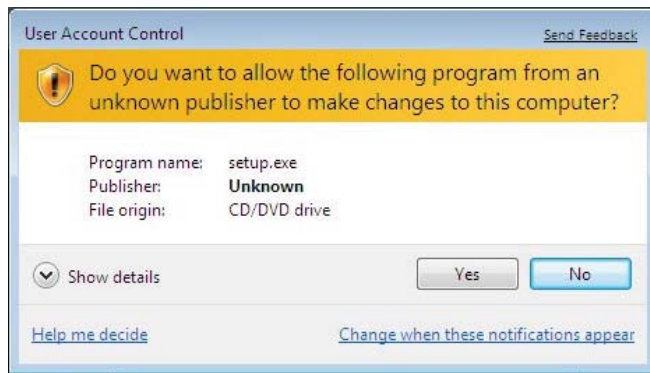 User Account Control
Send Feedback
Do you want to allow the following program from an
unknown publisher to make changes to this computer?
Program name: setup.exe
Publisher: Unknown
File origin: CD/DVD drive
Show details
Yes
No
Help me decide
Change when these notifications appear